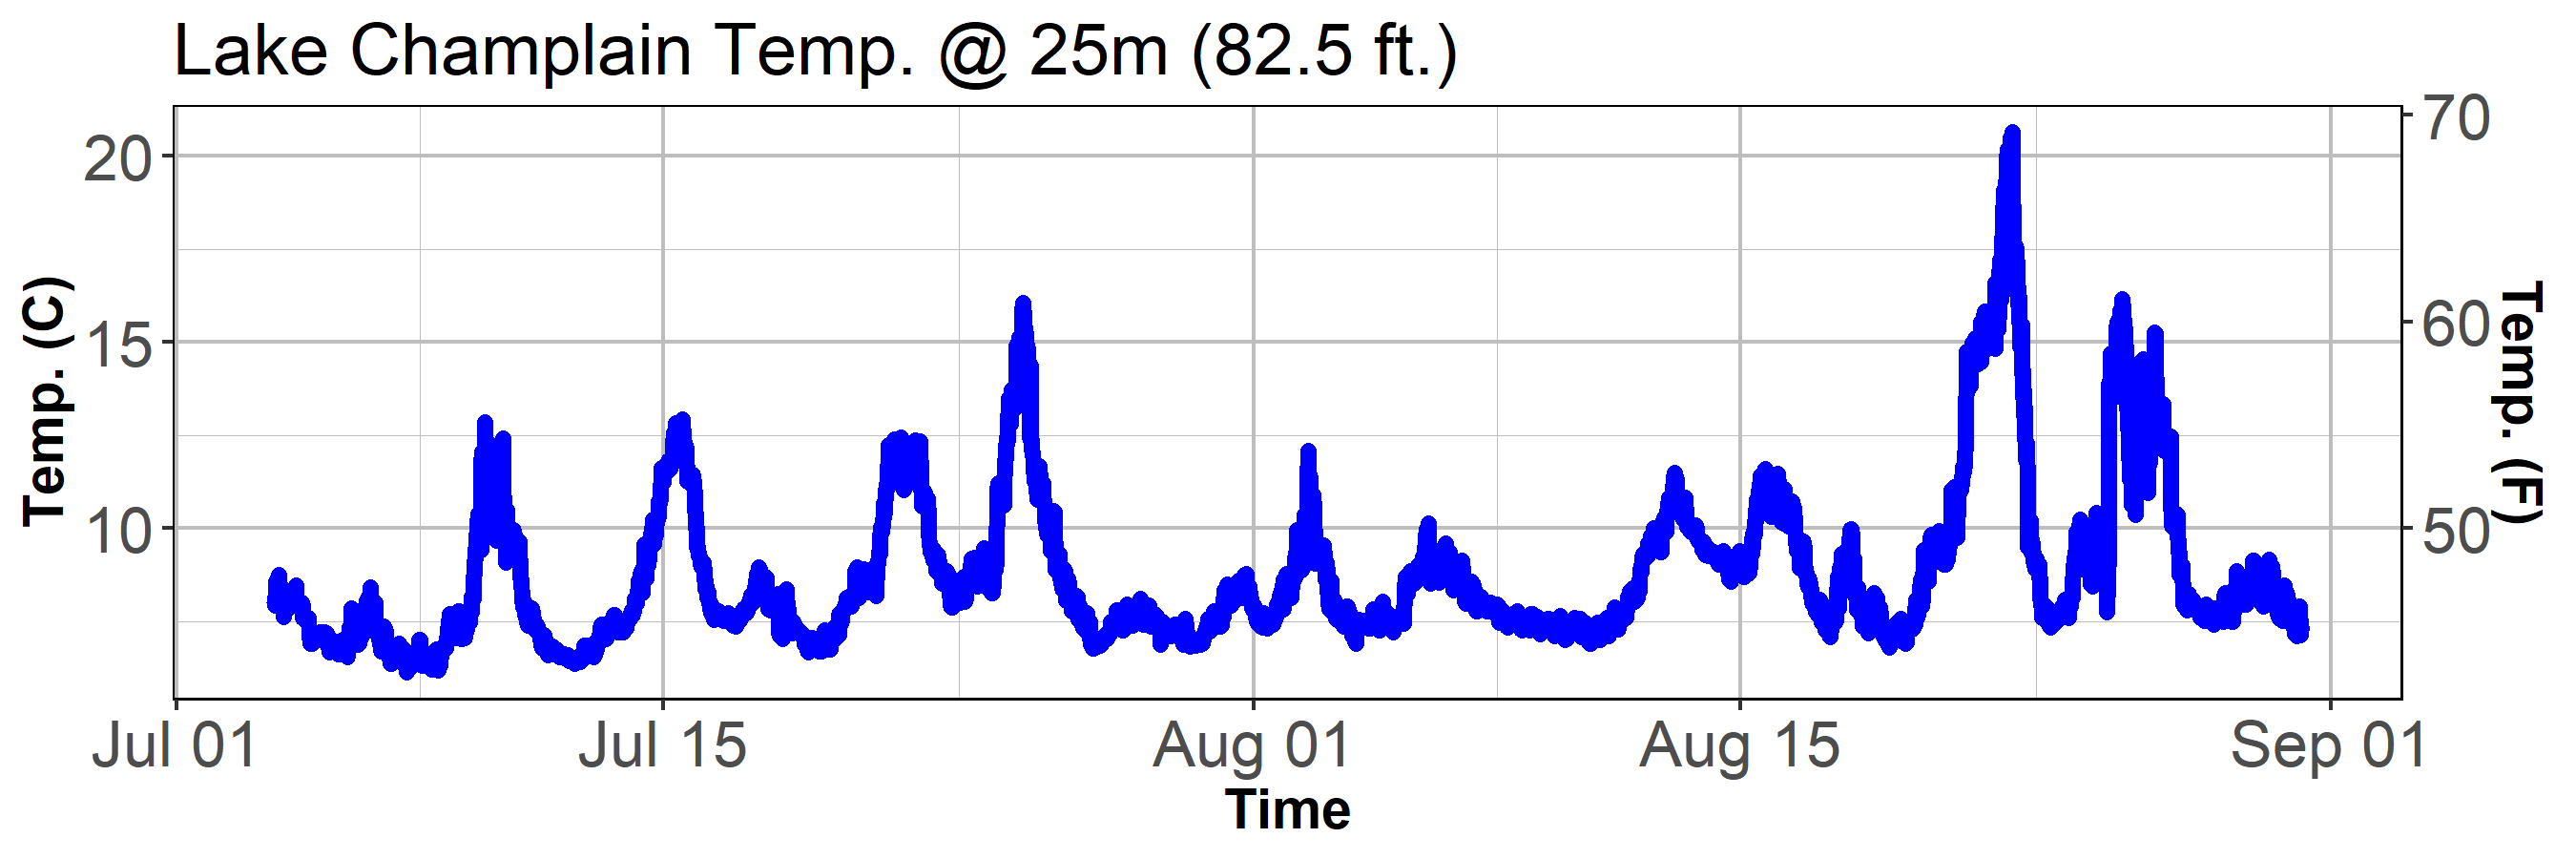 Lake Champlain Temp. @ 25m (82.5 ft.)
70
20
Temp. (C)
15
60
Temp. (F)
10
50
Jul 01
Jul 15
Aug 01
Aug 15
Sep 01
Time